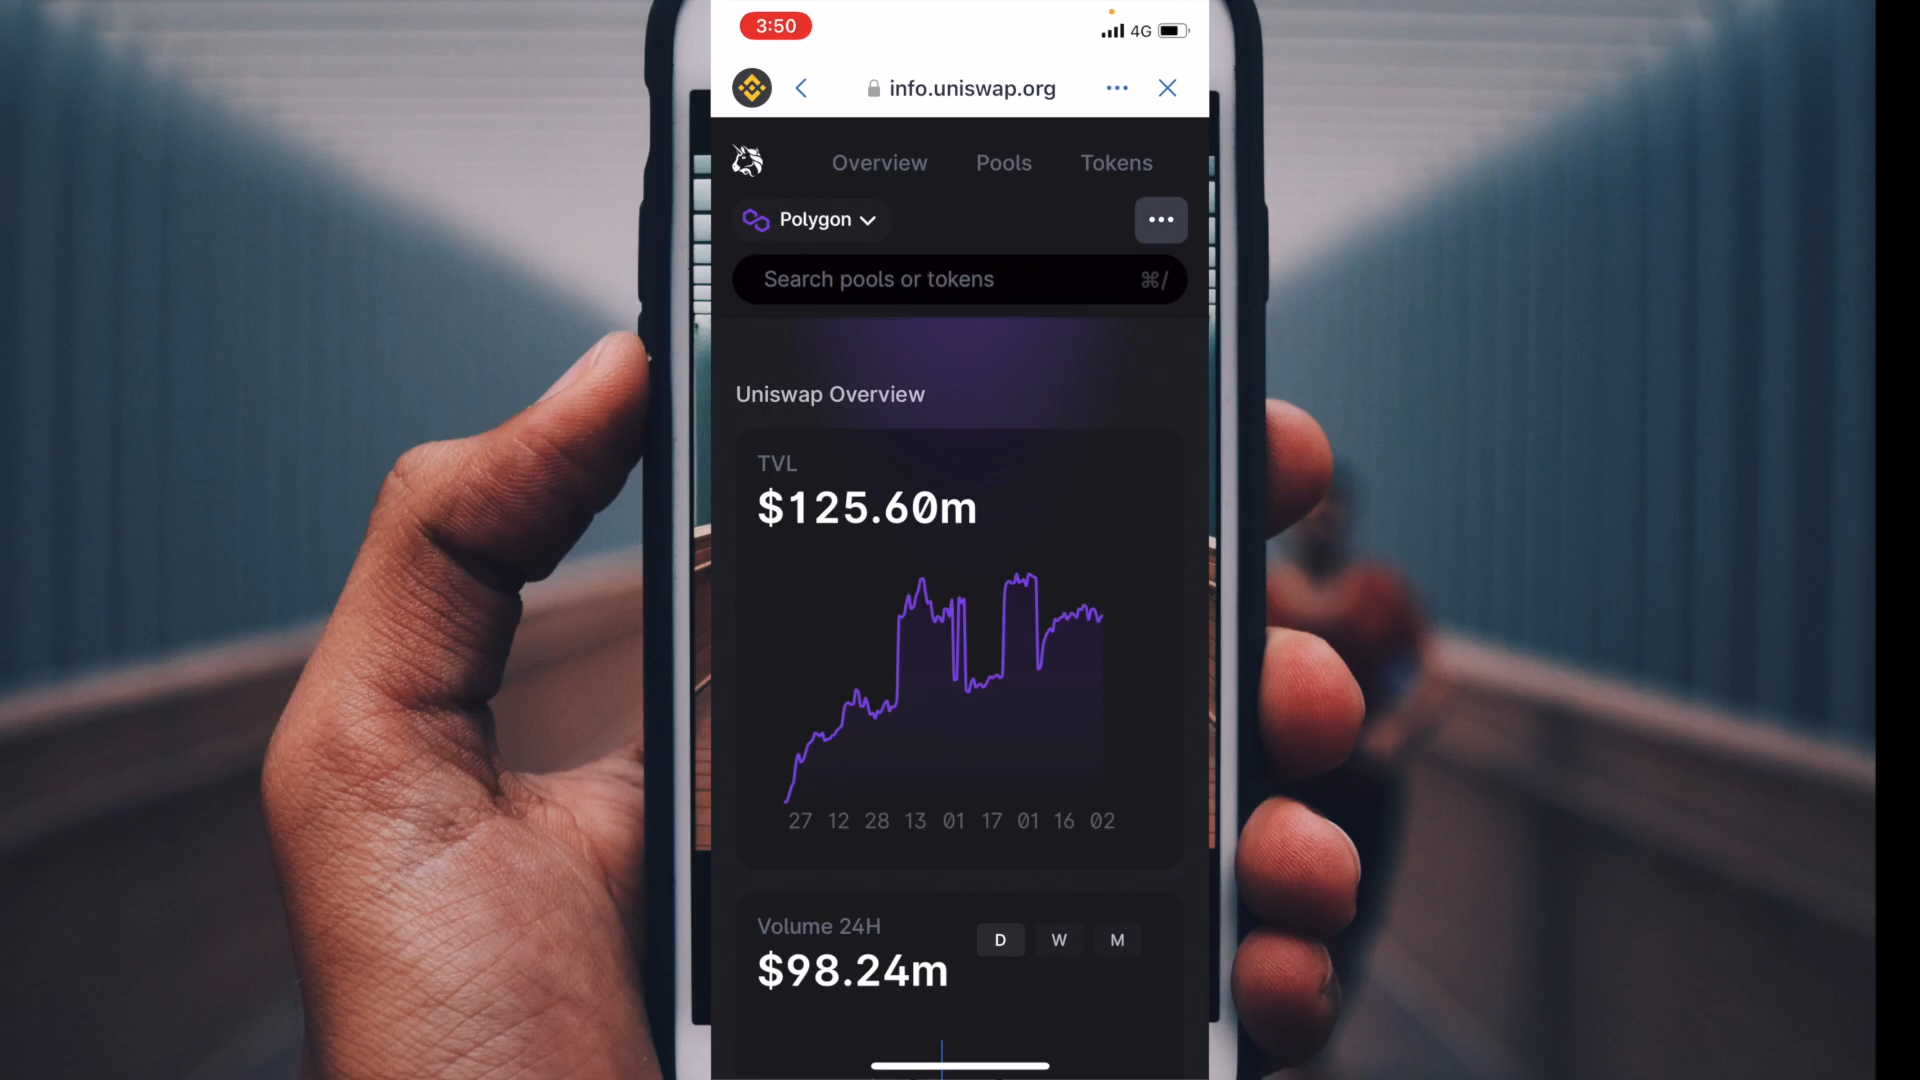 3:50
4G
info.uniswap.org
Overview Pools Tokens
Polygon
Search pools or tokens ⌘/
Uniswap Overview
TVL
$125.60m
27 12 28 13 01 17 01 16 02
Volume 24H
D W M
$98.24m